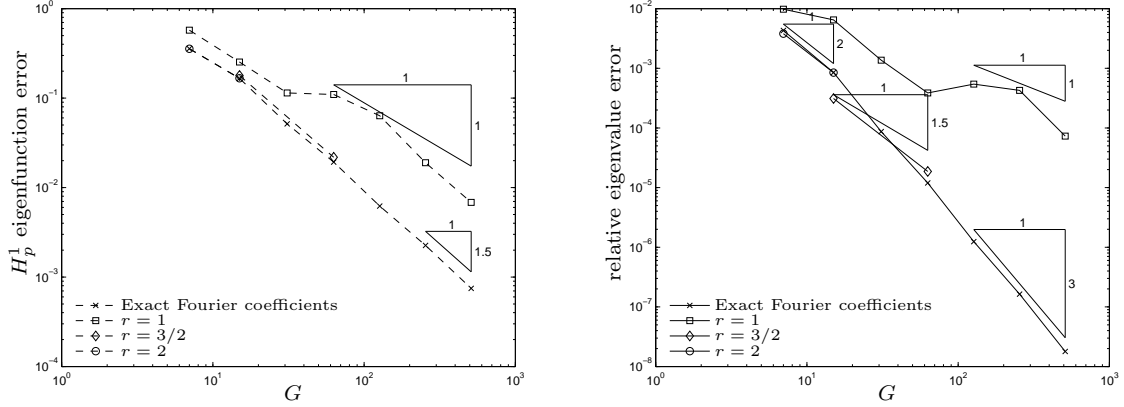 10^0
10^{-1}
10^{-2}
10^{-3}
10^{-4}
H_p^1 eigenfunction error
1
1
1
1.5
Exact Fourier coefficients
r = 1
r = 3/2
r = 2
10^0
10^1
10^2
10^3
G
10^{-2}
10^{-3}
10^{-4}
10^{-5}
10^{-6}
10^{-7}
10^{-8}
relative eigenvalue error
1
2
1
1.5
1
1
1
3
Exact Fourier coefficients
r = 1
r = 3/2
r = 2
10^0
10^1
10^2
10^3
G